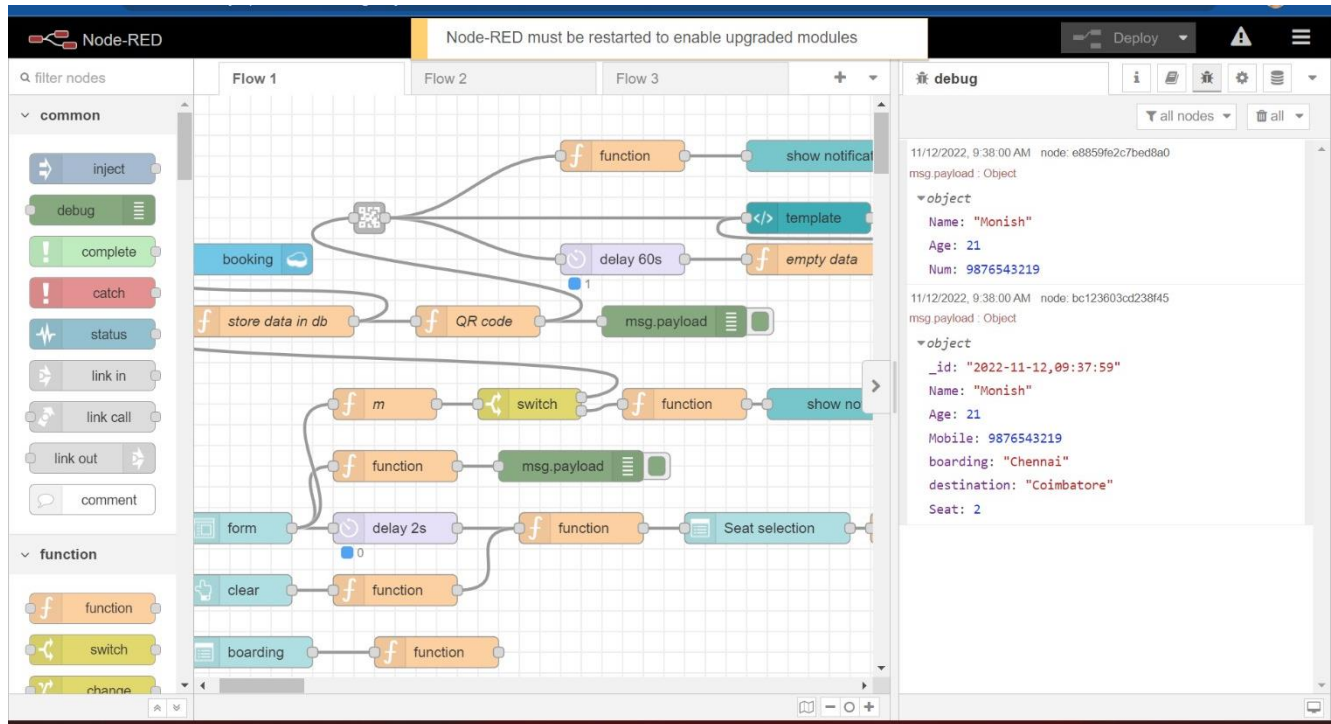 Node-RED
Node-RED must be restarted to enable upgraded modules
Deploy
filter nodes
Flow 1
Flow 2
Flow 3
debug
i
all nodes
all
common
inject
debug
complete
catch
status
link in
link call
link out
comment
function
function
switch
change
function
show notificat
template
booking
delay 60s
empty data
1
store data in db
QR code
msg.payload
m
switch
function
show no
function
msg.payload
form
delay 2s
function
Seat selection
0
clear
function
boarding
function
11/12/2022, 9:38:00 AM node: e8859fe2c7bed8a0
msg.payload : Object
object
Name: "Monish"
Age: 21
Num: 9876543219
11/12/2022, 9:38:00 AM node: bc123603cd238f45
msg.payload : Object
object
_id: "2022-11-12,09:37:59"
Name: "Monish"
Age: 21
Mobile: 9876543219
boarding: "Chennai"
destination: "Coimbatore"
Seat: 2